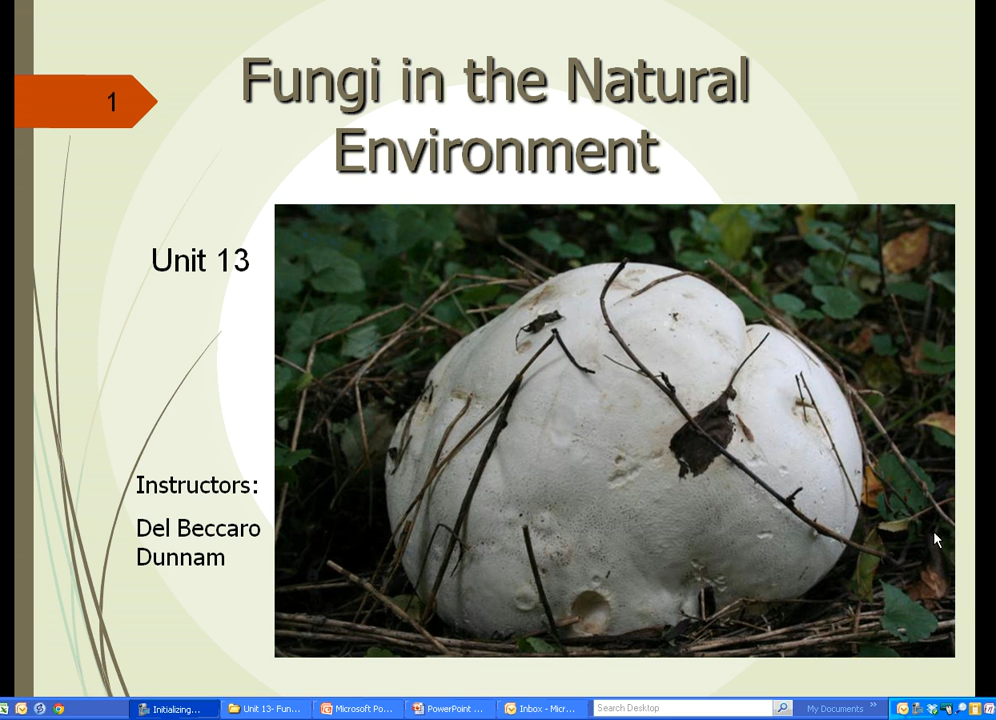 1
Fungi in the Natural
Environment
Unit 13
Instructors:
Del Beccaro
Dunnam
Initializing...
Unit 13- Fun...
Microsoft Po...
PowerPoint ...
Inbox - Micr...
Search Desktop
My Documents